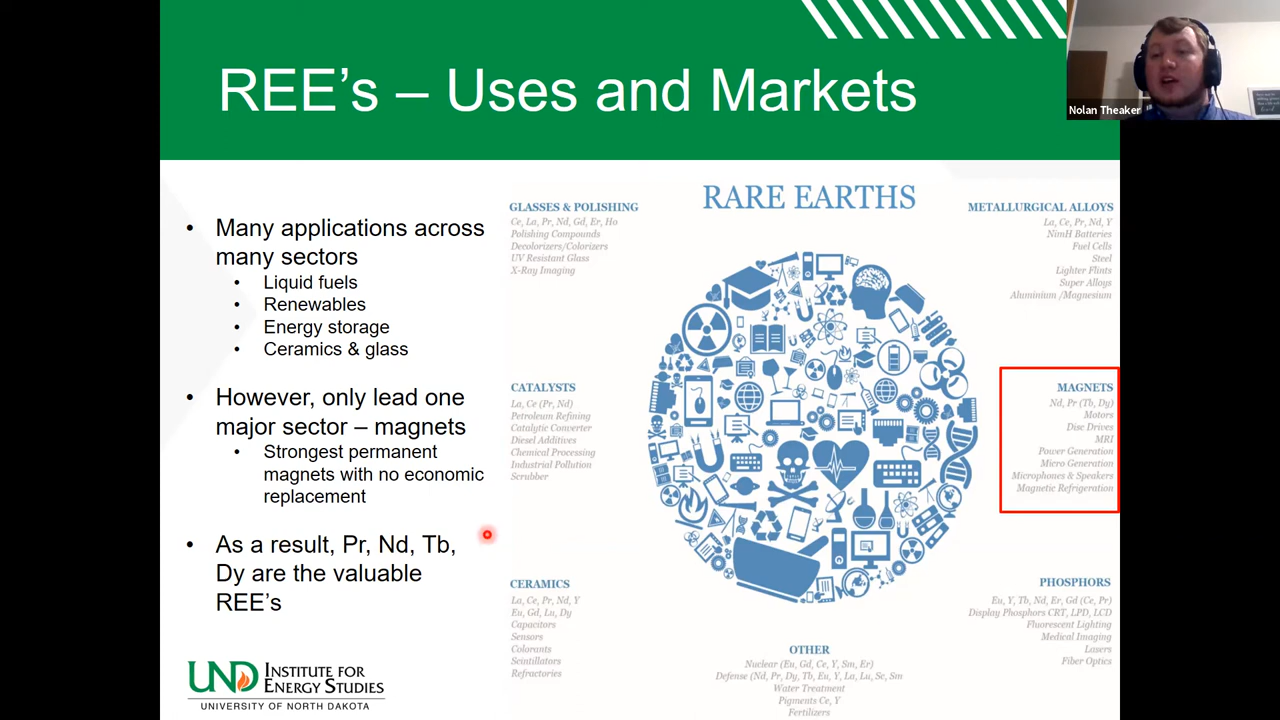 REE's – Uses and Markets
Nolan Theaker
• Many applications across
many sectors
• Liquid fuels
• Renewables
• Energy storage
• Ceramics & glass
• However, only lead one
major sector – magnets
• Strongest permanent
magnets with no economic
replacement
• As a result, Pr, Nd, Tb,
Dy are the valuable
REE's
UND INSTITUTE FOR
ENERGY STUDIES
UNIVERSITY OF NORTH DAKOTA
RARE EARTHS
GLASSES & POLISHING
Ce, La, Pr, Nd, Gd, Er, Ho
Polishing Compounds
Decolorizers/Colorizers
UV Resistant Glass
X-Ray Imaging
METALLURGICAL ALLOYS
La, Ce, Pr, Nd, Y
NimH Batteries
Fuel Cells
Steel
Lighter Flints
Super Alloys
Aluminium /Magnesium
CATALYSTS
La, Ce (Pr, Nd)
Petroleum Refining
Catalytic Converter
Diesel Additives
Chemical Processing
Industrial Pollution
Scrubber
MAGNETS
Nd, Pr (Tb, Dy)
Motors
Disc Drives
MRI
Power Generation
Micro Generation
Microphones & Speakers
Magnetic Refrigeration
CERAMICS
La, Ce, Pr, Nd, Y
Eu, Gd, Lu, Dy
Capacitors
Sensors
Colorants
Scintillators
Refractories
PHOSPHORS
Eu, Y, Tb, Nd, Er, Gd (Ce, Pr)
Display Phosphors CRT, LPD, LCD
Fluorescent Lighting
Medical Imaging
Lasers
Fiber Optics
OTHER
Nuclear (Eu, Gd, Ce, Y, Sm, Er)
Defense (Nd, Pr, Dy, Tb, Eu, Y, La, Lu, Sc, Sm
Water Treatment
Pigments Ce, Y
Fertilizers